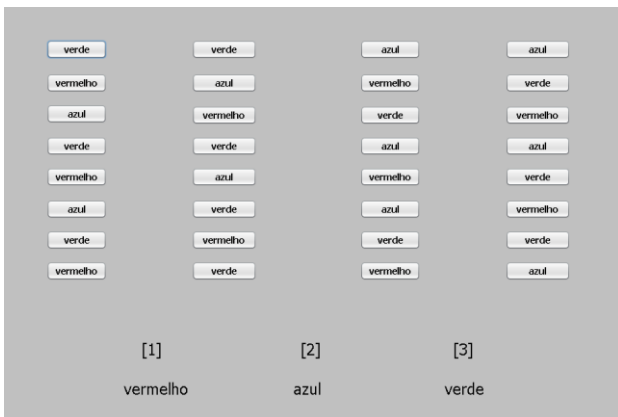 verde verde azul azul
vermelho azul vermelho verde
azul vermelho verde vermelho
verde verde azul azul
vermelho azul vermelho verde
azul verde azul vermelho
verde vermelho verde verde
vermelho verde vermelho azul
[1] [2] [3]
vermelho azul verde